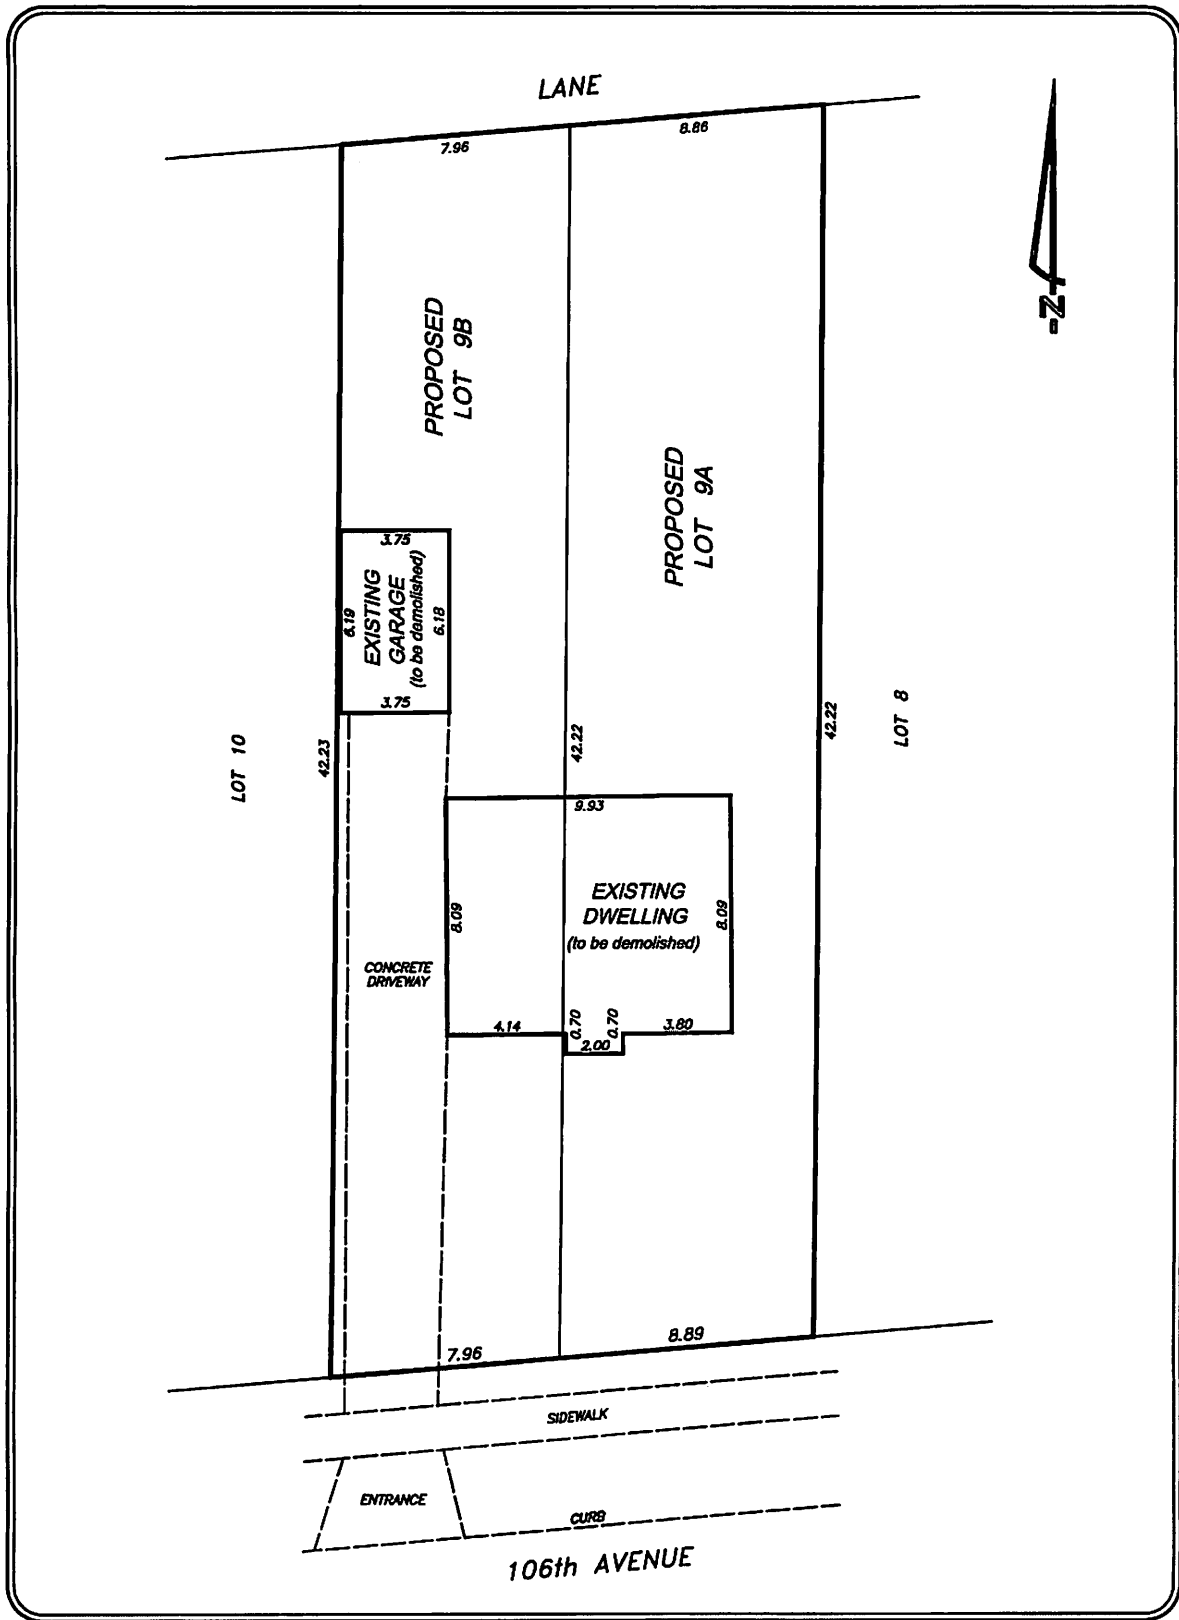 LANE
7.96
8.86
-N-
PROPOSED
LOT 9B
PROPOSED
LOT 9A
3.75
EXISTING
GARAGE
(to be demolished)
6.19
6.18
3.75
LOT 10
42.23
42.22
42.22
LOT 8
9.93
EXISTING
DWELLING
(to be demolished)
8.09
8.09
CONCRETE
DRIVEWAY
4.14
0.70
0.70
2.00
3.80
7.96
8.89
SIDEWALK
ENTRANCE
CURB
106th AVENUE